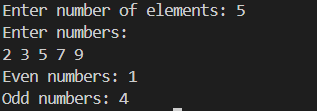 Enter number of elements: 5
Enter numbers:
2 3 5 7 9
Even numbers: 1
Odd numbers: 4